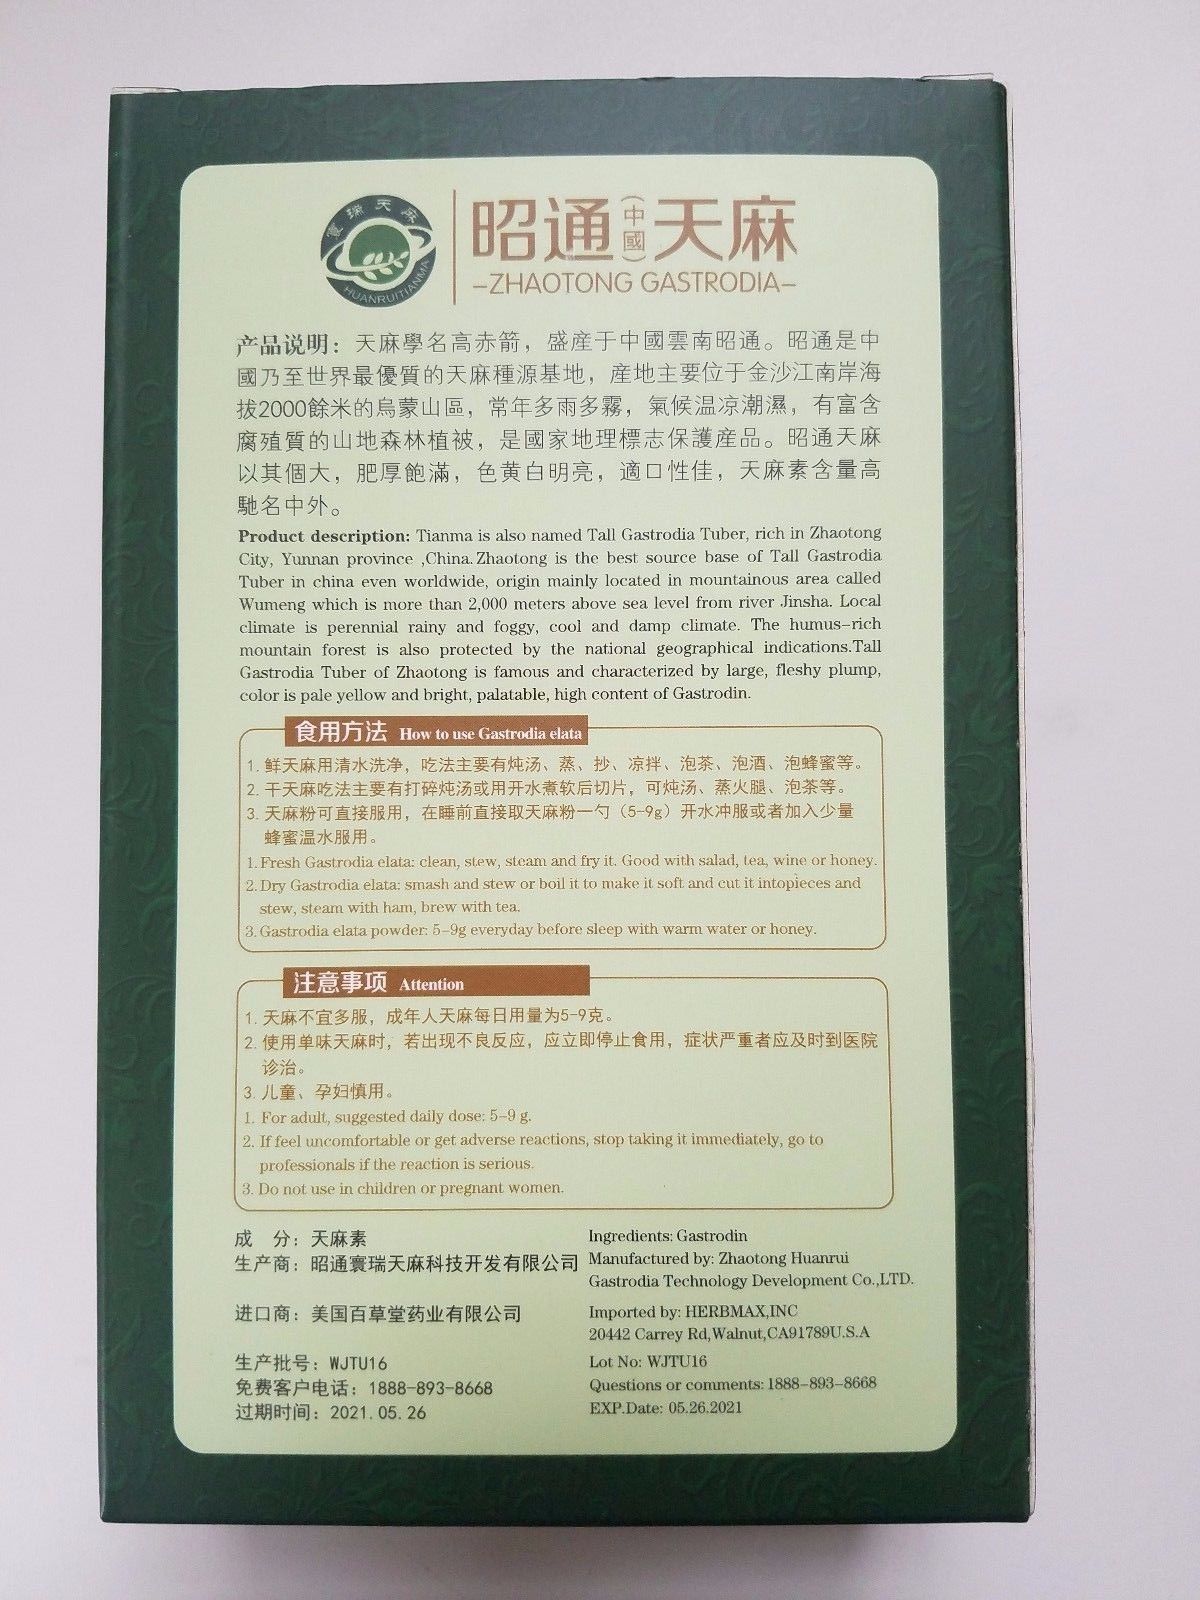 寰瑞天麻
HUANRUITIANMA
昭通(中國)天麻
-ZHAOTONG GASTRODIA-
产品说明：天麻學名高赤箭，盛産于中國雲南昭通。昭通是中
國乃至世界最優質的天麻種源基地，産地主要位于金沙江南岸海
拔2000餘米的烏蒙山區，常年多雨多霧，氣候温凉潮濕，有富含
腐殖質的山地森林植被，是國家地理標志保護産品。昭通天麻
以其個大，肥厚飽滿，色黄白明亮，適口性佳，天麻素含量高
馳名中外。
Product description: Tianma is also named Tall Gastrodia Tuber, rich in Zhaotong
City, Yunnan province ,China. Zhaotong is the best source base of Tall Gastrodia
Tuber in china even worldwide, origin mainly located in mountainous area called
Wumeng which is more than 2,000 meters above sea level from river Jinsha. Local
climate is perennial rainy and foggy, cool and damp climate. The humus-rich
mountain forest is also protected by the national geographical indications.Tall
Gastrodia Tuber of Zhaotong is famous and characterized by large, fleshy plump,
color is pale yellow and bright, palatable, high content of Gastrodin.
食用方法 How to use Gastrodia elata
1. 鲜天麻用清水洗净，吃法主要有炖汤、蒸、抄、凉拌、泡茶、泡酒、泡蜂蜜等。
2. 干天麻吃法主要有打碎炖汤或用开水煮软后切片，可炖汤、蒸火腿、泡茶等。
3. 天麻粉可直接服用，在睡前直接取天麻粉一勺（5-9g）开水冲服或者加入少量
蜂蜜温水服用。
1. Fresh Gastrodia elata: clean, stew, steam and fry it. Good with salad, tea, wine or honey.
2. Dry Gastrodia elata: smash and stew or boil it to make it soft and cut it intopieces and
stew, steam with ham, brew with tea.
3. Gastrodia elata powder: 5-9g everyday before sleep with warm water or honey.
注意事项 Attention
1. 天麻不宜多服，成年人天麻每日用量为5-9克。
2. 使用单味天麻时，若出现不良反应，应立即停止食用，症状严重者应及时到医院
诊治。
3. 儿童、孕妇慎用。
1. For adult, suggested daily dose: 5-9 g.
2. If feel uncomfortable or get adverse reactions, stop taking it immediately, go to
professionals if the reaction is serious.
3. Do not use in children or pregnant women.
成 分：天麻素
Ingredients: Gastrodin
生产商：昭通寰瑞天麻科技开发有限公司
Manufactured by: Zhaotong Huanrui
Gastrodia Technology Development Co.,LTD.
进口商：美国百草堂药业有限公司
Imported by: HERBMAX,INC
20442 Carrey Rd,Walnut,CA91789U.S.A
生产批号：WJTU16
Lot No: WJTU16
免费客户电话：1888-893-8668
Questions or comments: 1888-893-8668
过期时间：2021.05.26
EXP.Date: 05.26.2021